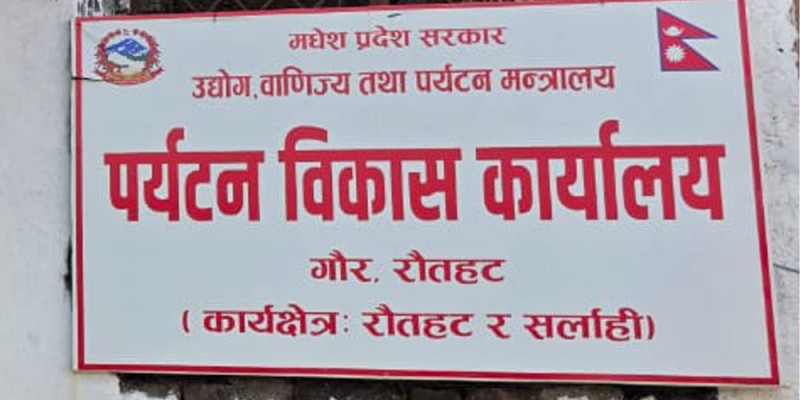 मधेश प्रदेश सरकार
उद्योग, वाणिज्य तथा पर्यटन मन्त्रालय
पर्यटन विकास कार्यालय
गौर, रौतहट
( कार्यक्षेत्रः रौतहट र सर्लाही)